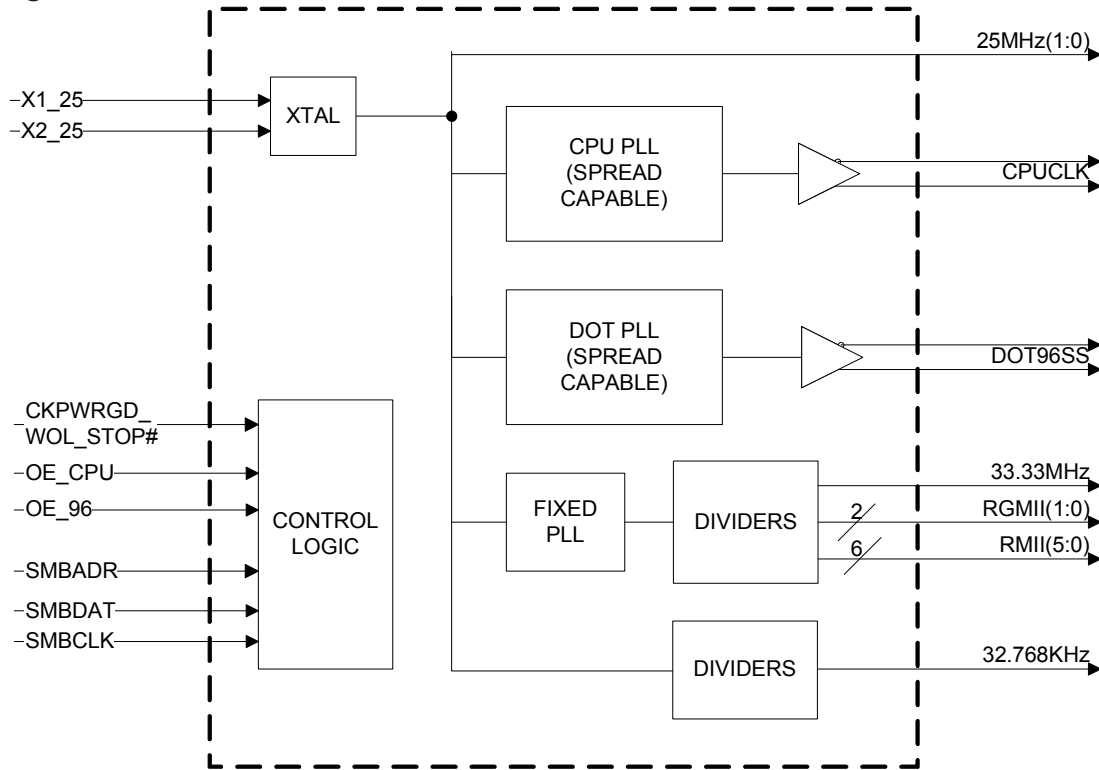 25MHz(1:0)
X1_25
X2_25
XTAL
CPU PLL
(SPREAD
CAPABLE)
CPUCLK
DOT PLL
(SPREAD
CAPABLE)
DOT96SS
CKPWRGD_
WOL_STOP#
OE_CPU
OE_96
SMBADR
SMBDAT
SMBCLK
CONTROL
LOGIC
FIXED
PLL
DIVIDERS
33.33MHz
2
RGMII(1:0)
6
RMII(5:0)
DIVIDERS
32.768KHz